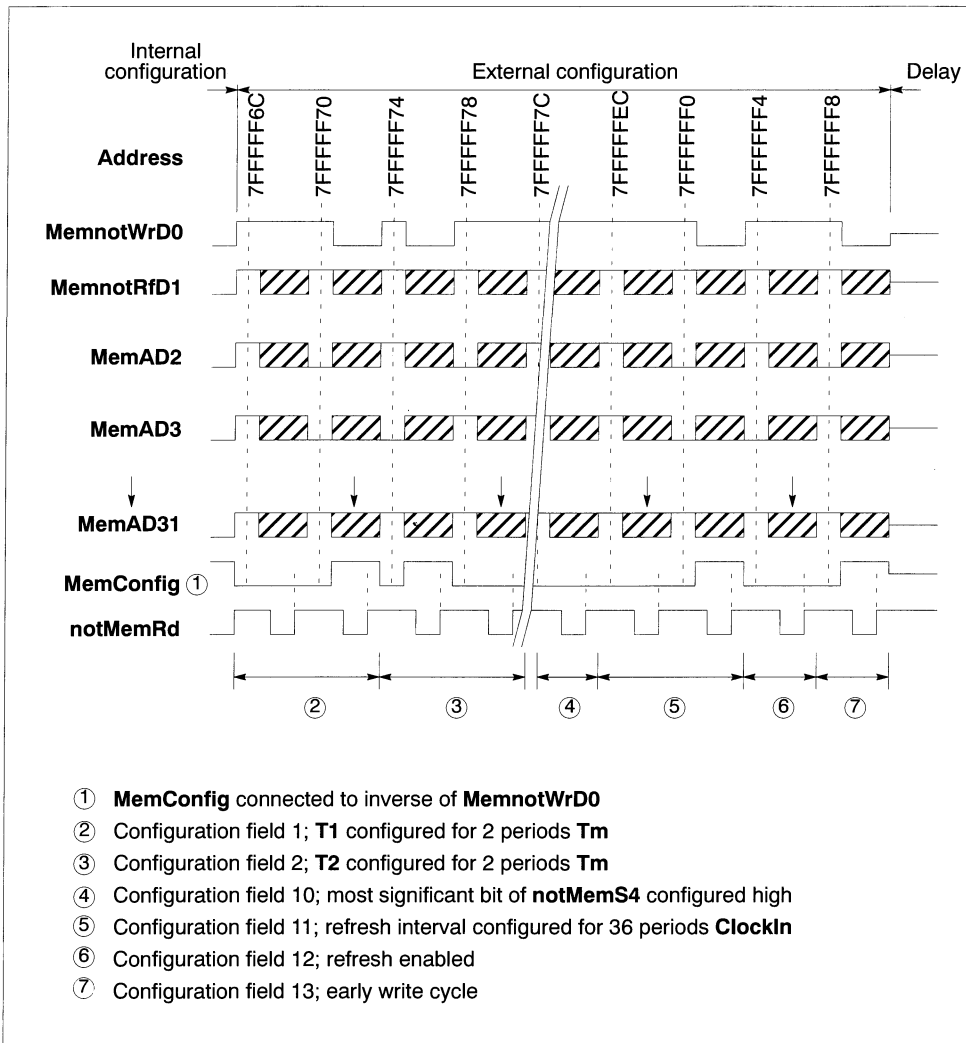 Internal
configuration
External configuration
Delay
Address
7FFFFF6C
7FFFFF70
7FFFFF74
7FFFFF78
7FFFFF7C
7FFFFFEC
7FFFFFF0
7FFFFFF4
7FFFFFF8
MemnotWrD0
MemnotRfD1
MemAD2
MemAD3
MemAD31
MemConfig ①
notMemRd
② ③ ④ ⑤ ⑥ ⑦
① MemConfig connected to inverse of MemnotWrD0
② Configuration field 1; T1 configured for 2 periods Tm
③ Configuration field 2; T2 configured for 2 periods Tm
④ Configuration field 10; most significant bit of notMemS4 configured high
⑤ Configuration field 11; refresh interval configured for 36 periods ClockIn
⑥ Configuration field 12; refresh enabled
⑦ Configuration field 13; early write cycle